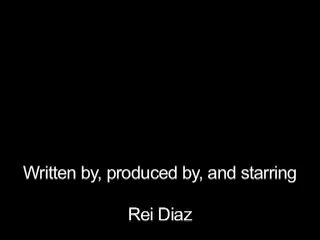 Written by, produced by, and starring
Rei Diaz